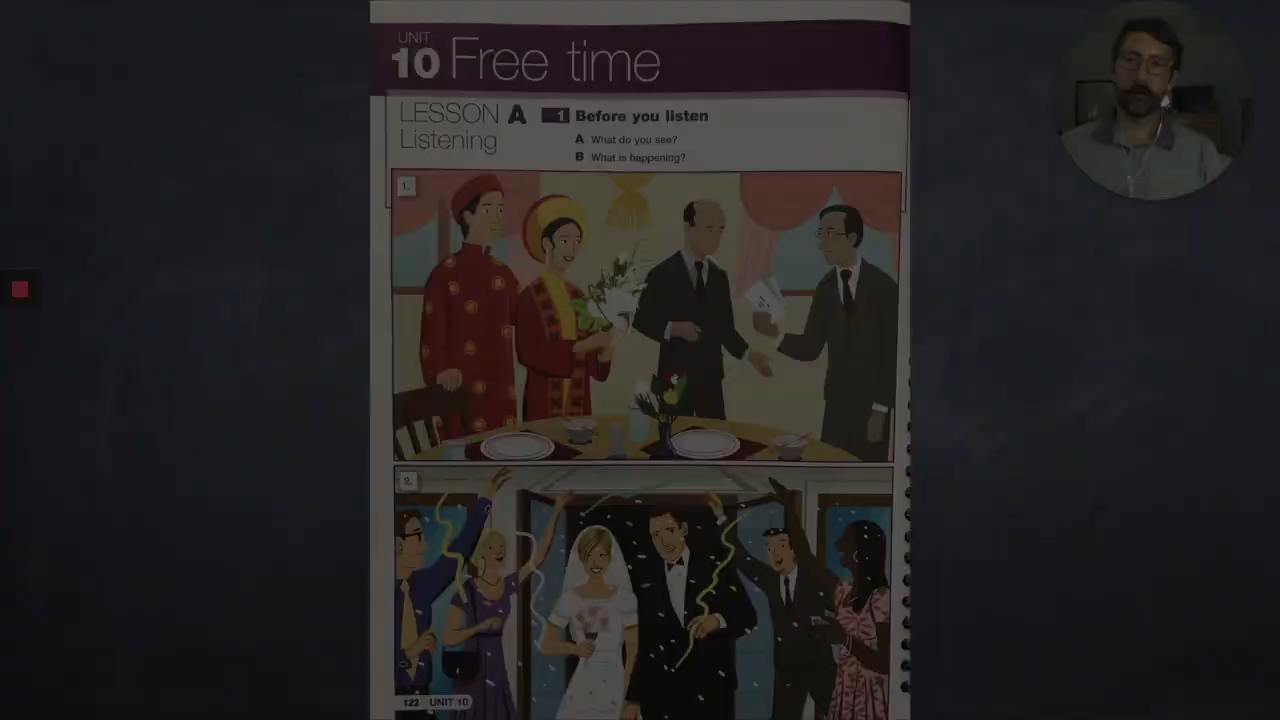 UNIT
10 Free time
LESSON A
Listening
1 Before you listen
A What do you see?
B What is happening?
1.
2.
122 UNIT 10